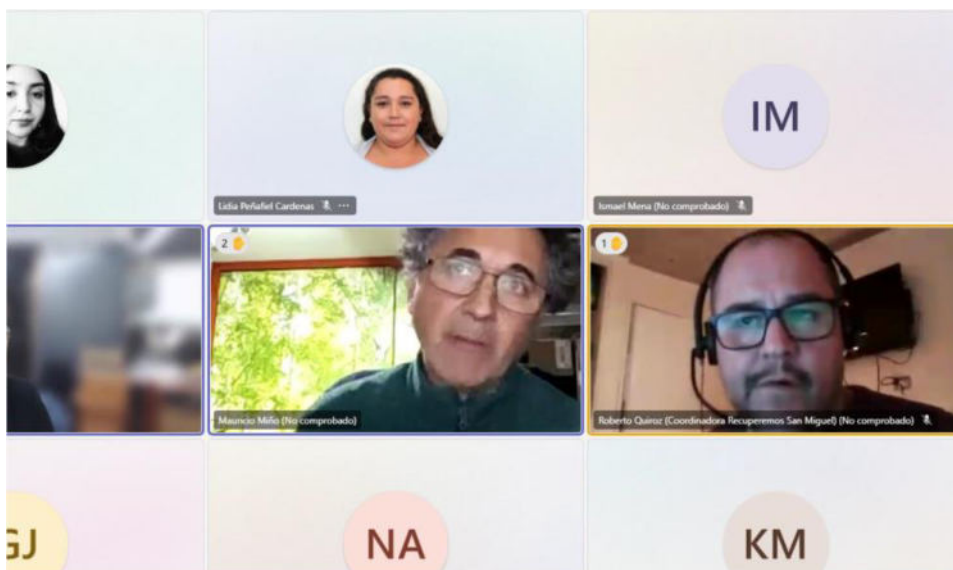 IM
Lidia Peñafiel Cardenas
Ismael Mena (No comprobado)
2
1
Mauricio Miño (No comprobado)
Roberto Quiroz (Coordinadora Recuperemos San Miguel) (No comprobado)
GJ
NA
KM